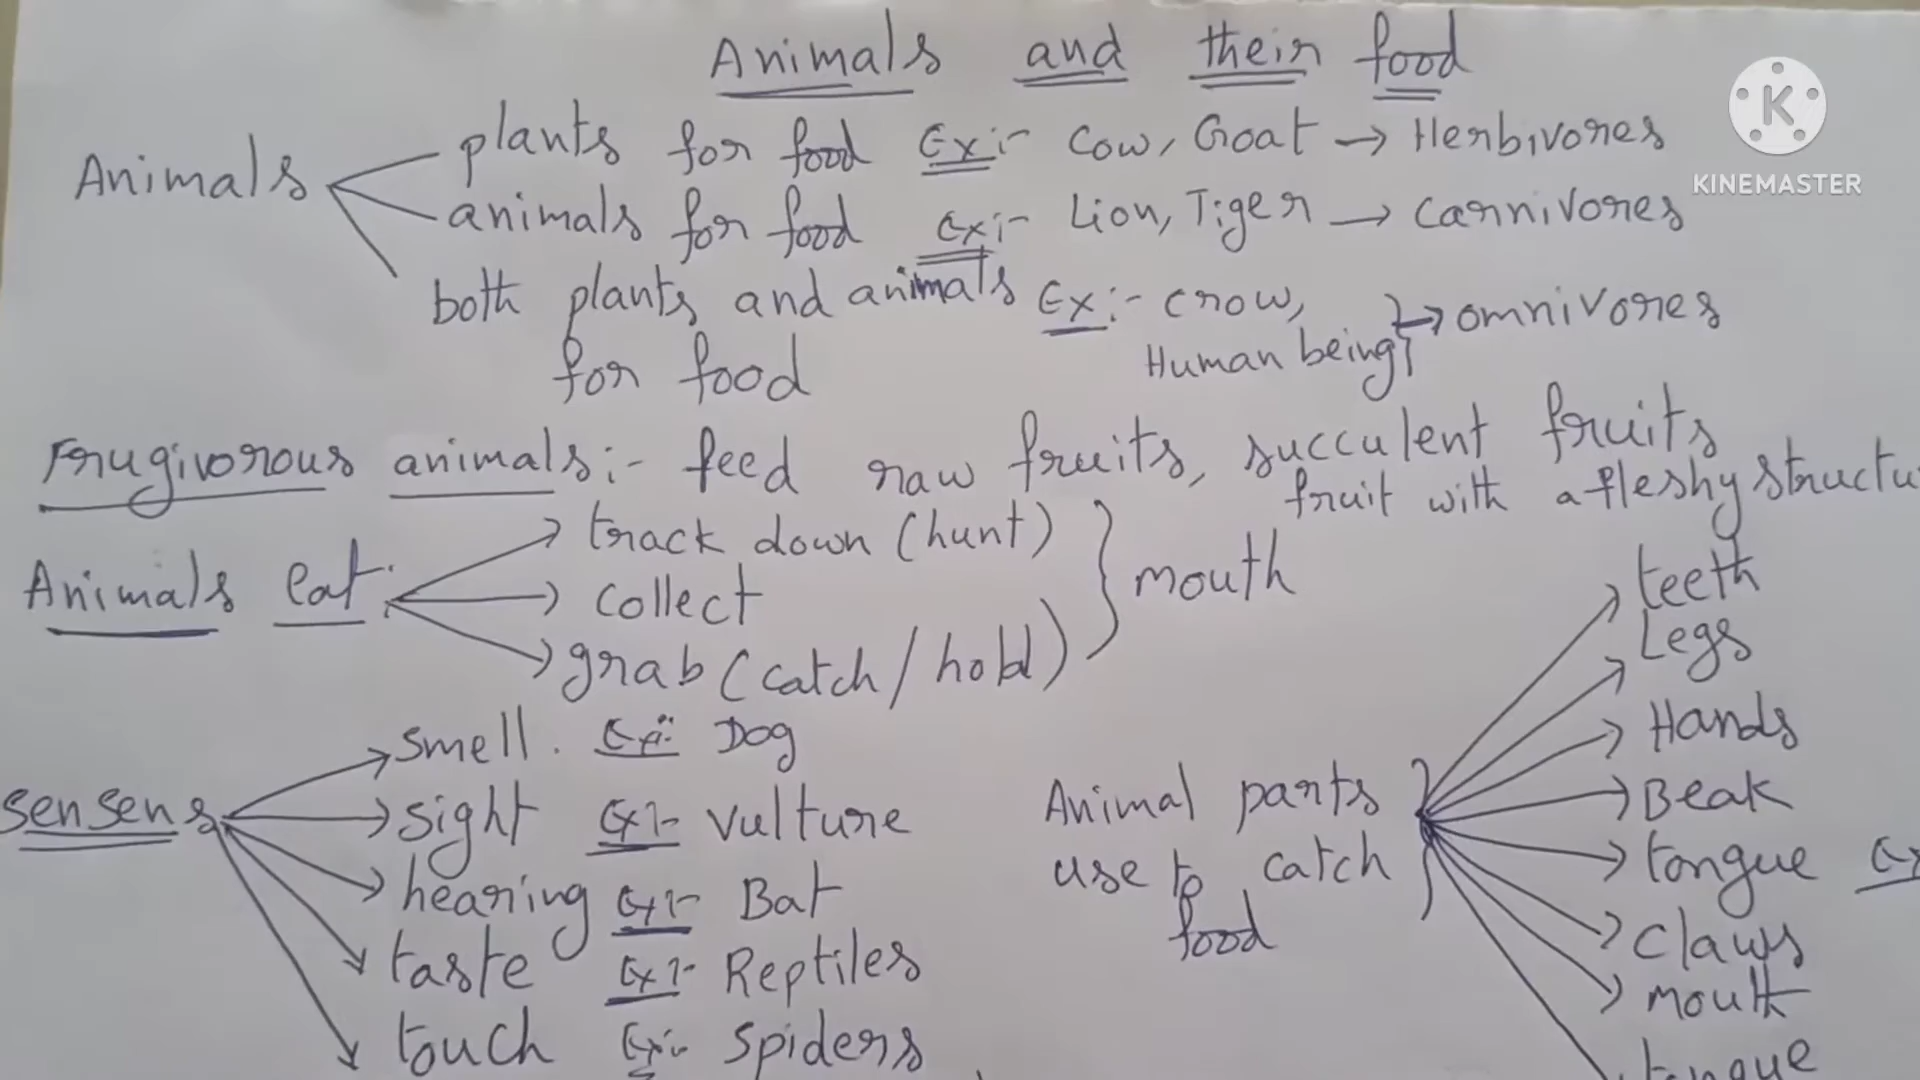 Animals and their food
KINEMASTER
Animals
plants for food Ex:- Cow, Goat → Herbivores
animals for food Ex:- Lion, Tiger → Carnivores
both plants and animals for food Ex:- crow, Human being → omnivores
Frugivorous animals:- feed raw fruits, succulent fruits
fruit with a fleshy structu
Animals eat:
track down (hunt)
collect
grab (catch/hold)
mouth
Sensens
smell. Ex:- Dog
sight Ex:- vulture
hearing Ex:- Bat
taste Ex:- Reptiles
touch Ex:- Spiders
Animal parts
use to catch
food
teeth
Legs
Hands
Beak
tongue Ex
claws
mouth
tongue